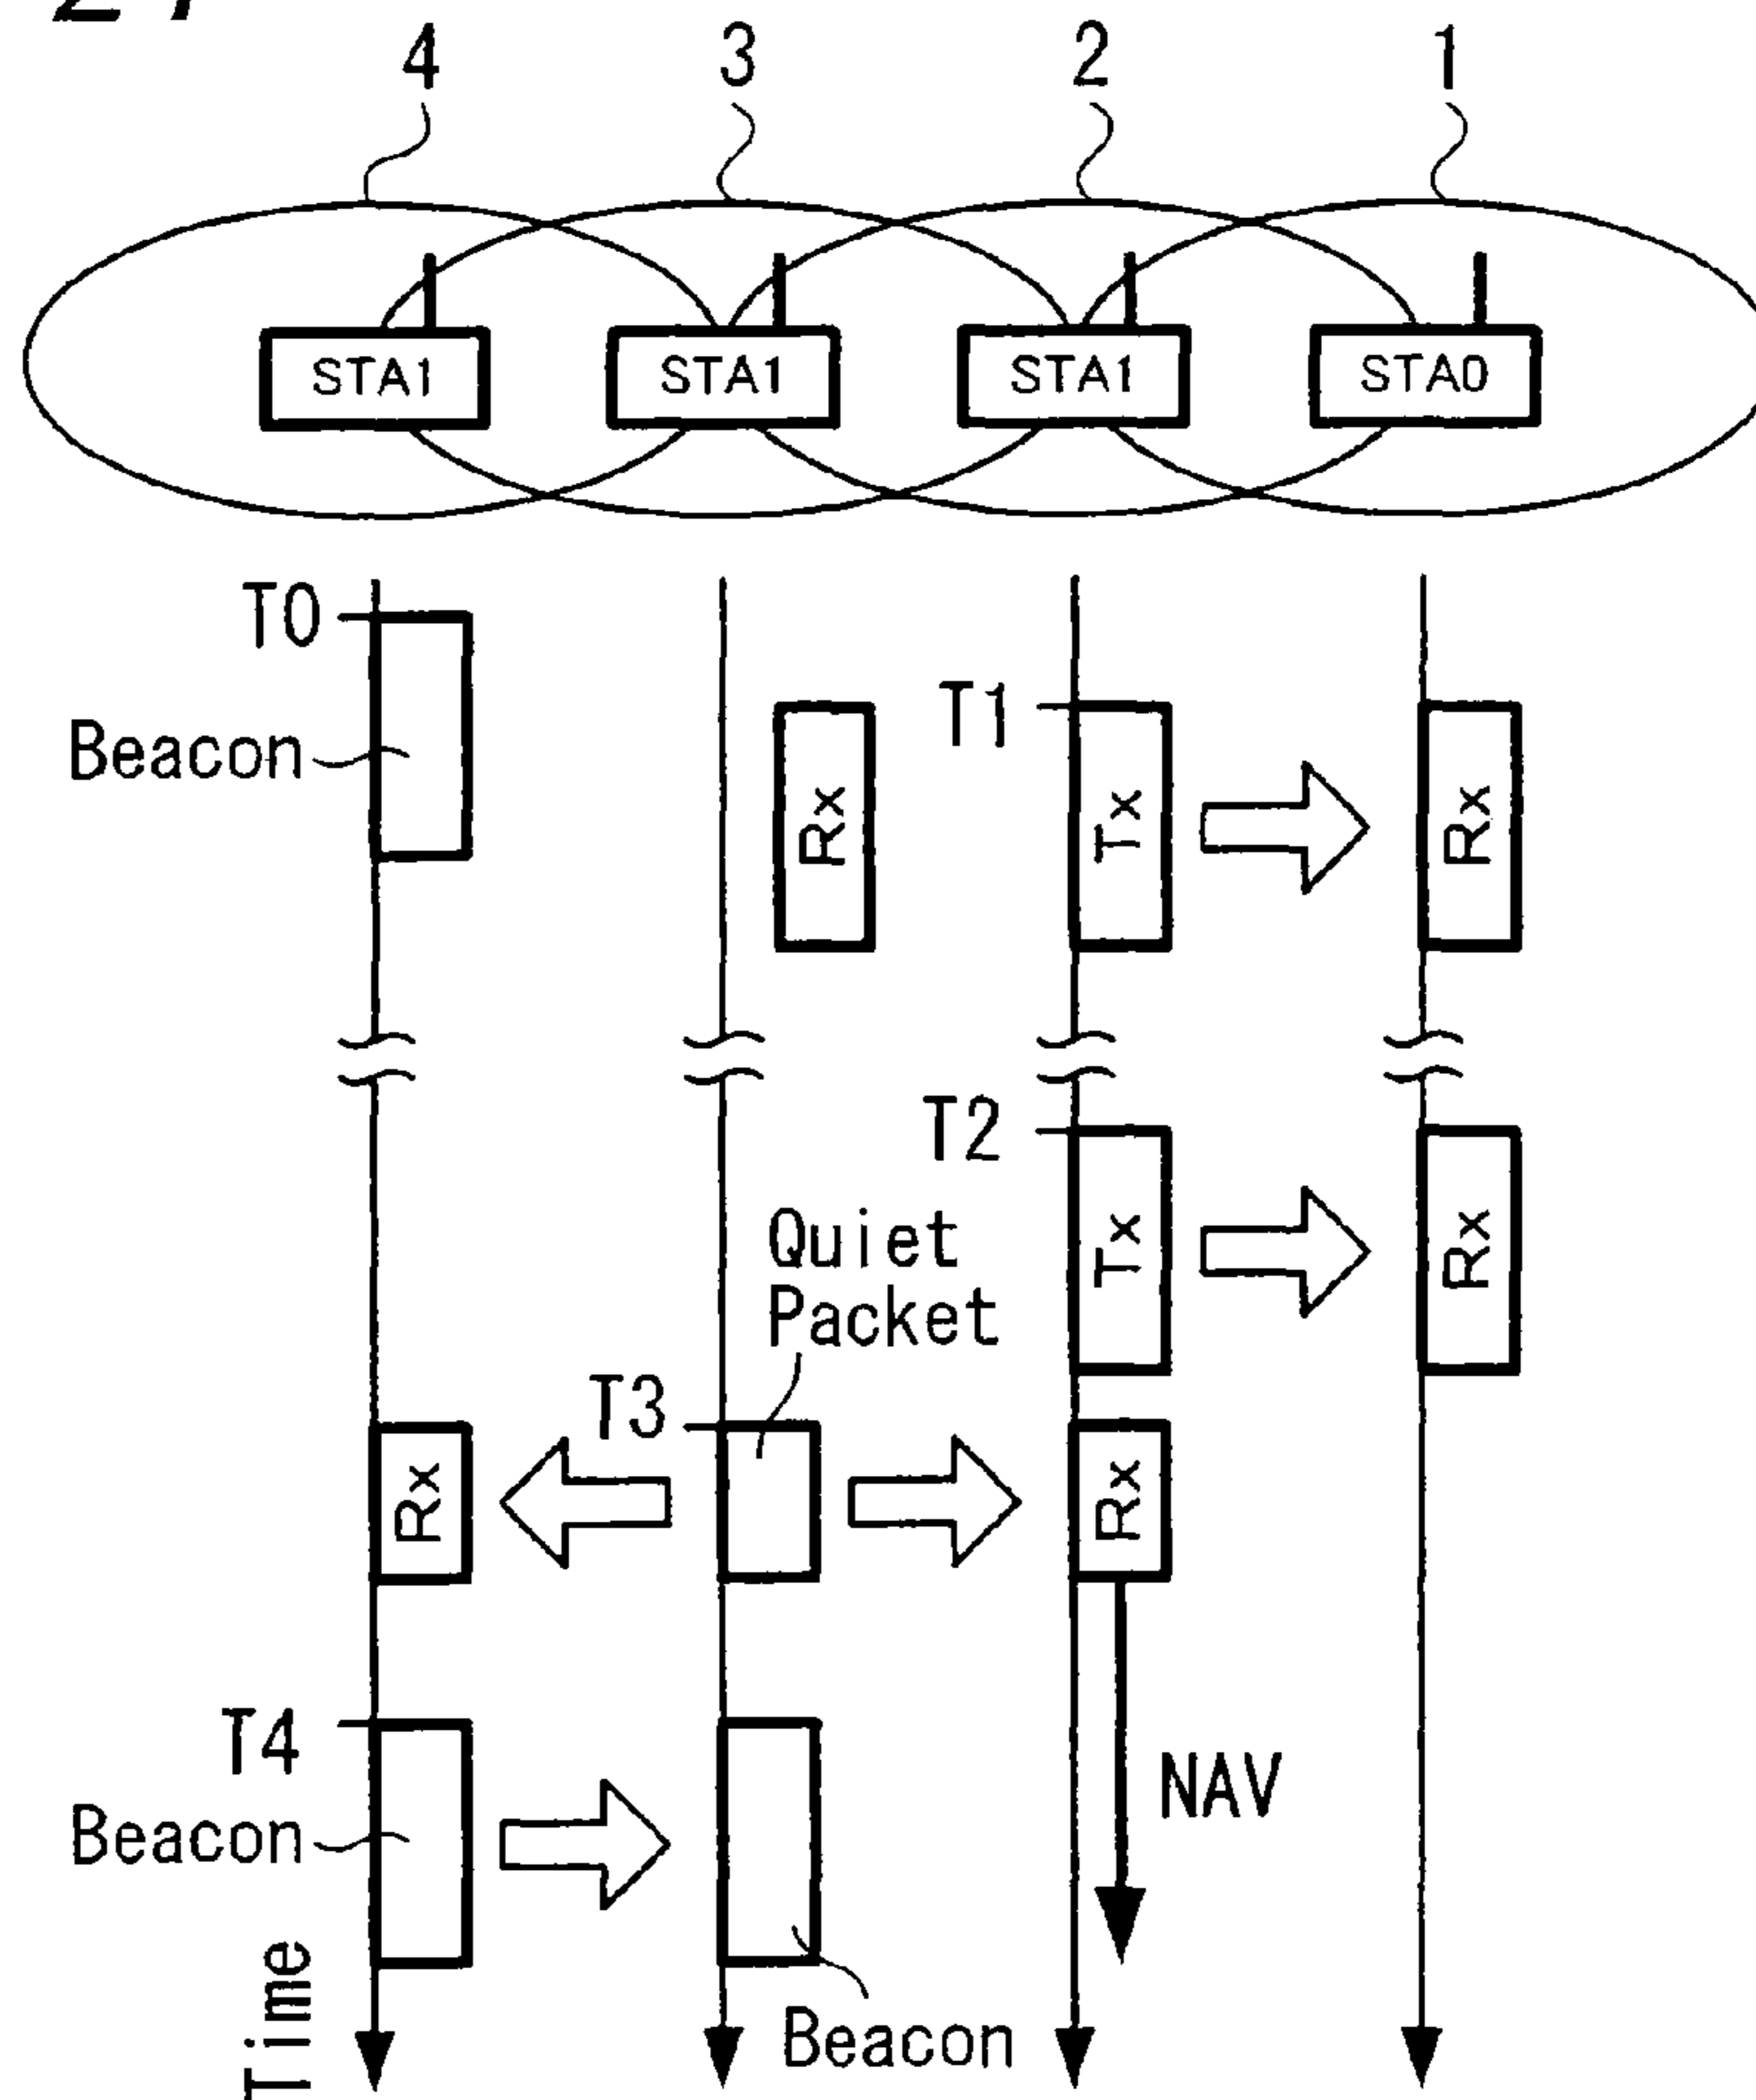 4 3 2 1
STA1 STA1 STA1 STA0
T0
Beacon
T1
Rx Tx Rx
T2
Tx Rx
Quiet
Packet
T3
Rx Rx
T4
Beacon
NAV
Beacon
Time